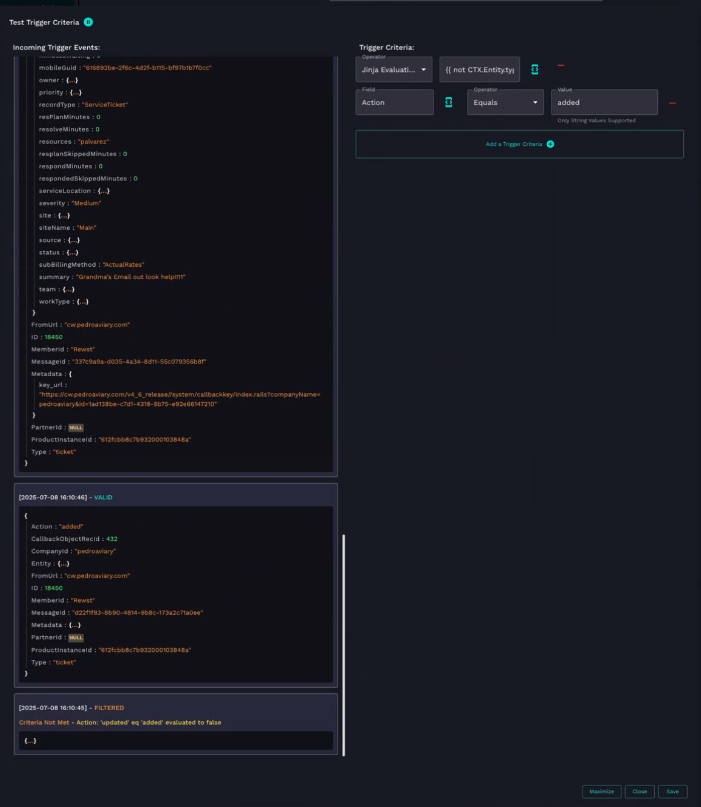 Test Trigger Criteria
Incoming Trigger Events:
mobileGuid : "616892be-2f6c-4d2f-b115-bf97b1b7f0cc"
owner : {...}
priority : {...}
recordType : "ServiceTicket"
resPlanMinutes : 0
resolveMinutes : 0
resources : "palvarez"
resplanSkippedMinutes : 0
respondMinutes : 0
respondedSkippedMinutes : 0
serviceLocation : {...}
severity : "Medium"
site : {...}
siteName : "Main"
source : {...}
status : {...}
subBillingMethod : "ActualRates"
summary : "Grandma's Email out look help!!11"
team : {...}
workType : {...}
}
FromUrl : "cw.pedroaviary.com"
ID : 18450
MemberId : "Rewst"
MessageId : "337c9a9a-d035-4a34-8d11-55c079356b8f"
Metadata : {
key_url :
"https://cw.pedroaviary.com/v4_6_release//system/callbackkey/index.rails?companyName=
pedroaviary&id=1ad138be-c7d1-4318-8b75-e92e66147210"
}
PartnerId : NULL
ProductInstanceId : "612fcbb8c7b932000103848a"
Type : "ticket"
}
[2025-07-08 16:10:46] - VALID
{
Action : "added"
CallbackObjectRecId : 432
CompanyId : "pedroaviary"
Entity : {...}
FromUrl : "cw.pedroaviary.com"
ID : 18450
MemberId : "Rewst"
MessageId : "d22f1f83-8b90-4814-9b8c-173a2c71a0ee"
Metadata : {...}
PartnerId : NULL
ProductInstanceId : "612fcbb8c7b932000103848a"
Type : "ticket"
}
[2025-07-08 16:10:45] - FILTERED
Criteria Not Met - Action: 'updated' eq 'added' evaluated to false
{...}
Trigger Criteria:
Operator
Jinja Evaluati...
{{ not CTX.Entity.typ
Field
Action
Operator
Equals
Value
added
Only String Values Supported
Add a Trigger Criteria
Maximize
Close
Save